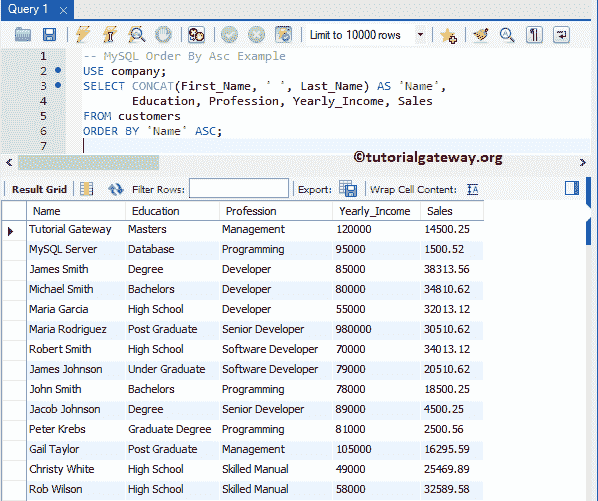 Query 1
Limit to 10000 rows
1 -- MySQL Order By Asc Example
2 USE company;
3 SELECT CONCAT(First_Name, ' ', Last_Name) AS 'Name',
4 Education, Profession, Yearly_Income, Sales
5 FROM customers
6 ORDER BY 'Name' ASC;
7
©tutorialgateway.org
Result Grid Filter Rows: Export: Wrap Cell Content: IA
Name Education Profession Yearly_Income Sales
Tutorial Gateway Masters Management 120000 14500.25
MySQL Server Database Programming 95000 1500.52
James Smith Degree Developer 85000 38313.56
Michael Smith Bachelors Developer 80000 34810.62
Maria Garcia High School Developer 55000 32013.12
Maria Rodriguez Post Graduate Senior Developer 980000 30510.62
Robert Smith High School Software Developer 70000 34013.12
James Johnson Under Graduate Software Developer 79000 20510.62
John Smith Bachelors Programming 78000 18500.25
Jacob Johnson Degree Senior Developer 89000 4500.25
Peter Krebs Graduate Degree Programming 81000 2500.56
Gail Taylor Post Graduate Management 105000 16295.59
Christy White High School Skilled Manual 49000 25469.89
Rob Wilson High School Skilled Manual 58000 32589.58